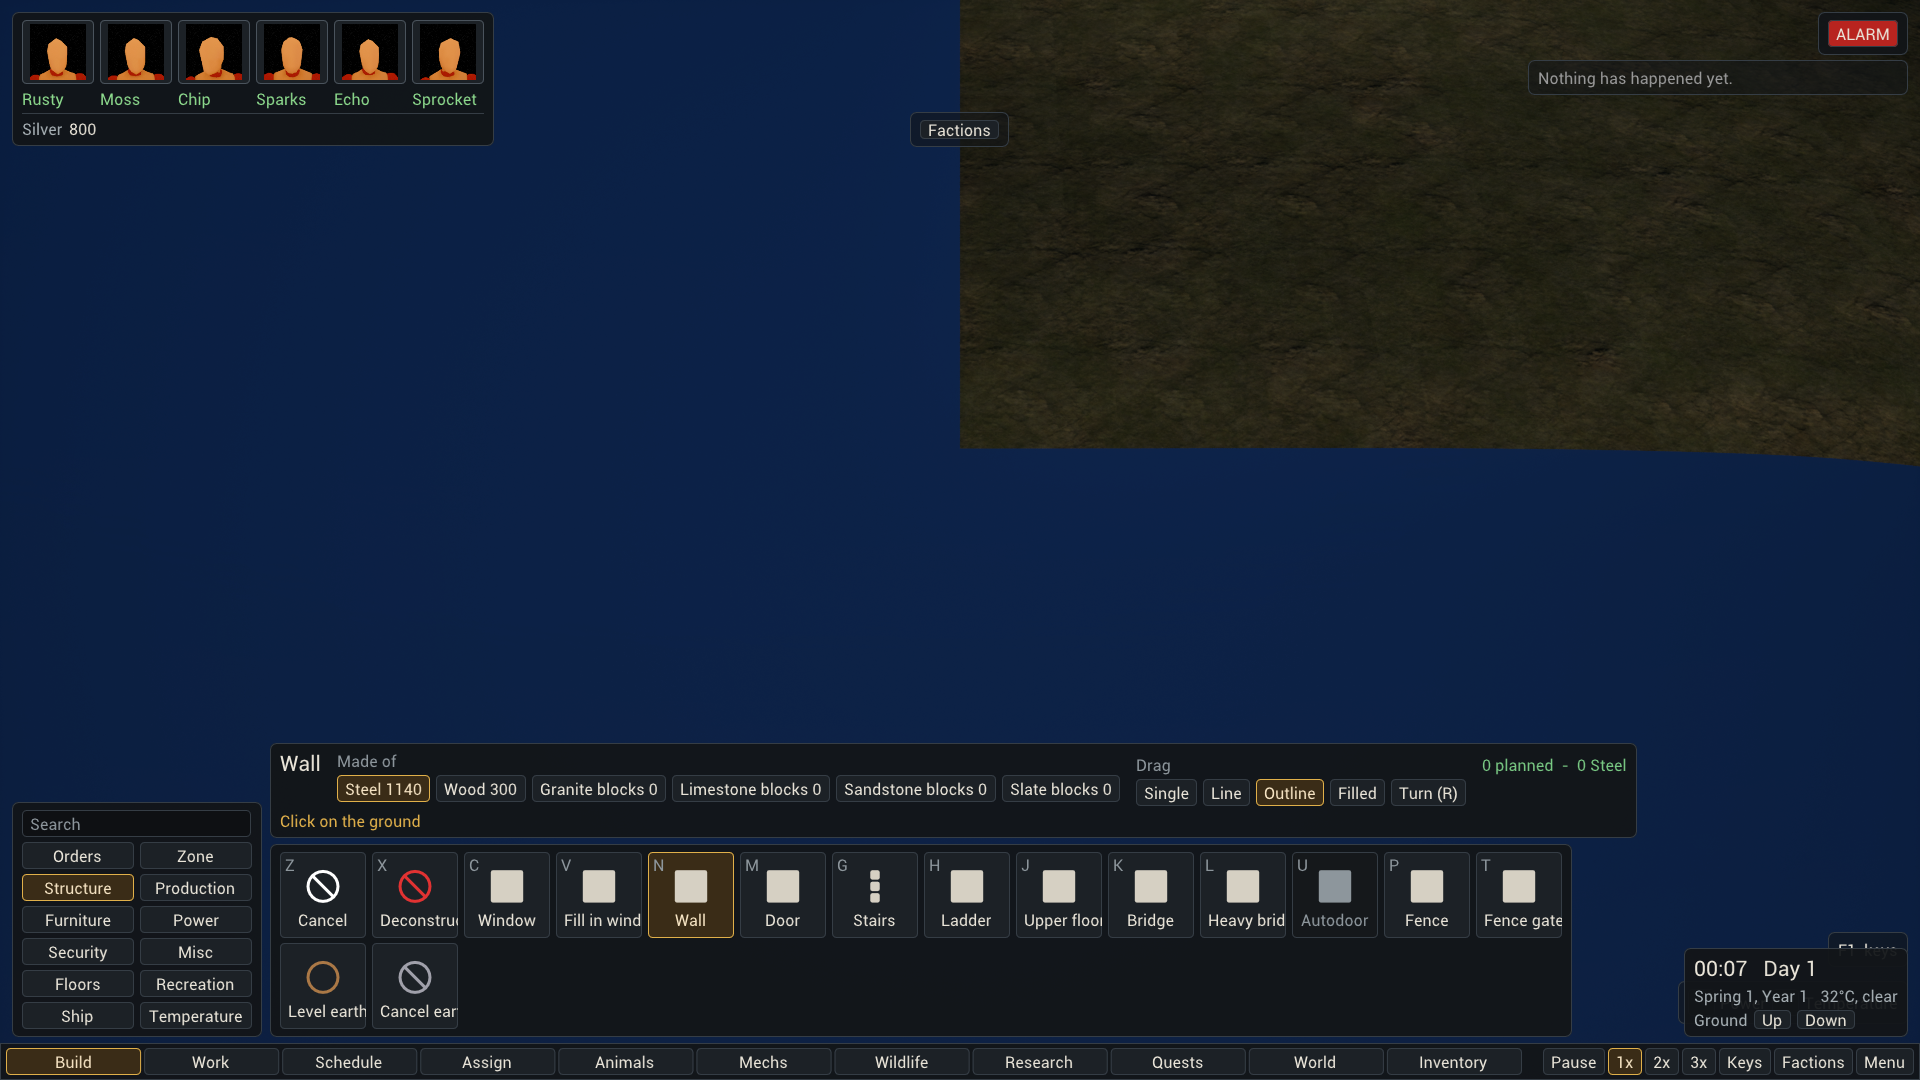 Rusty Moss Chip Sparks Echo Sprocket
Silver 800
ALARM
Nothing has happened yet.
Factions
Wall
Made of
Steel 1140 Wood 300 Granite blocks 0 Limestone blocks 0 Sandstone blocks 0 Slate blocks 0
Drag
Single Line Outline Filled Turn (R)
0 planned - 0 Steel
Click on the ground
Search
Orders Zone
Structure Production
Furniture Power
Security Misc
Floors Recreation
Ship Temperature
Z Cancel
X Deconstruc
C Window
V Fill in wind
N Wall
M Door
G Stairs
H Ladder
J Upper floor
K Bridge
L Heavy brid
U Autodoor
P Fence
T Fence gate
Level earth
Cancel ear
00:07 Day 1
Spring 1, Year 1 32°C, clear
Ground Up Down
Build Work Schedule Assign Animals Mechs Wildlife Research Quests World Inventory Pause 1x 2x 3x Keys Factions Menu